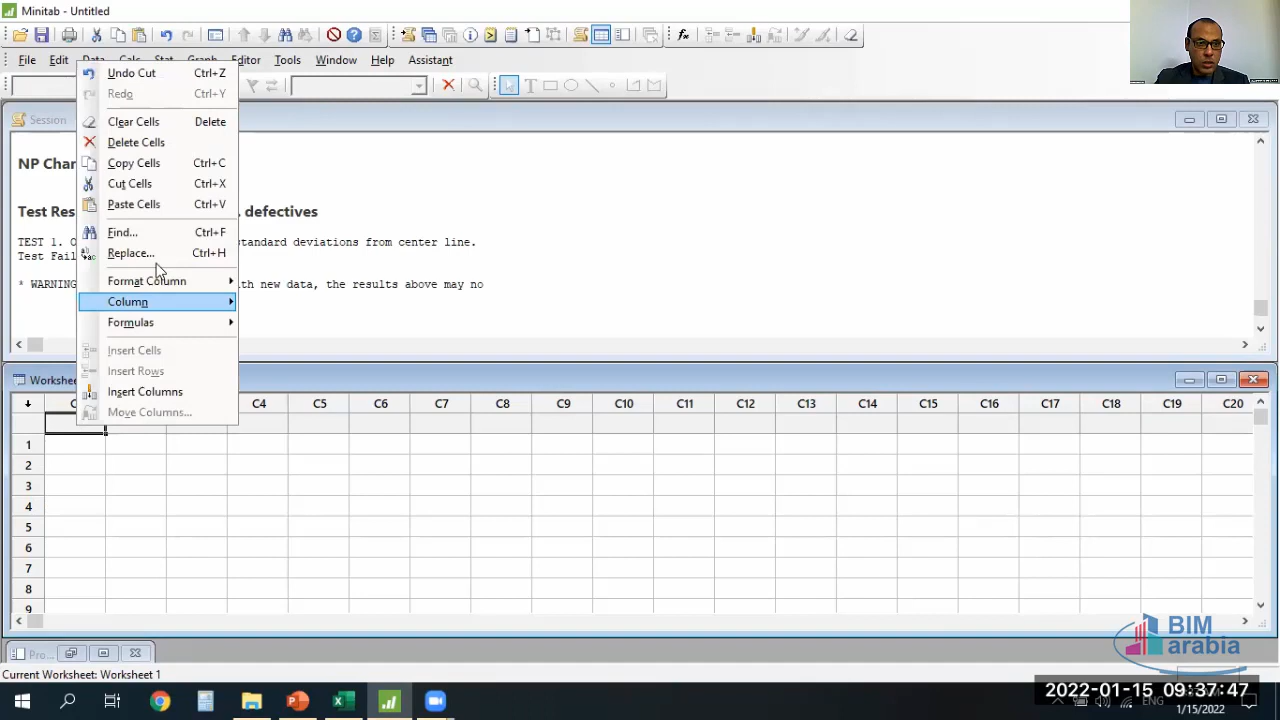 Minitab - Untitled
File Edit Data Calc Stat Graph Editor Tools Window Help Assistant
Undo Cut Ctrl+Z
Redo Ctrl+Y
Clear Cells Delete
Delete Cells
Copy Cells Ctrl+C
Cut Cells Ctrl+X
Paste Cells Ctrl+V
Find... Ctrl+F
Replace... Ctrl+H
Format Column
Column
Formulas
Insert Cells
Insert Rows
Insert Columns
Move Columns...
Session
NP Char
Test Res defectives
TEST 1. O standard deviations from center line.
Test Fail
* WARNING th new data, the results above may no
Workshee
C4 C5 C6 C7 C8 C9 C10 C11 C12 C13 C14 C15 C16 C17 C18 C19 C20
1
2
3
4
5
6
7
8
9
BIM
arabia
Pro...
Current Worksheet: Worksheet 1
2022-01-15 09:37:47
ENG
1/15/2022